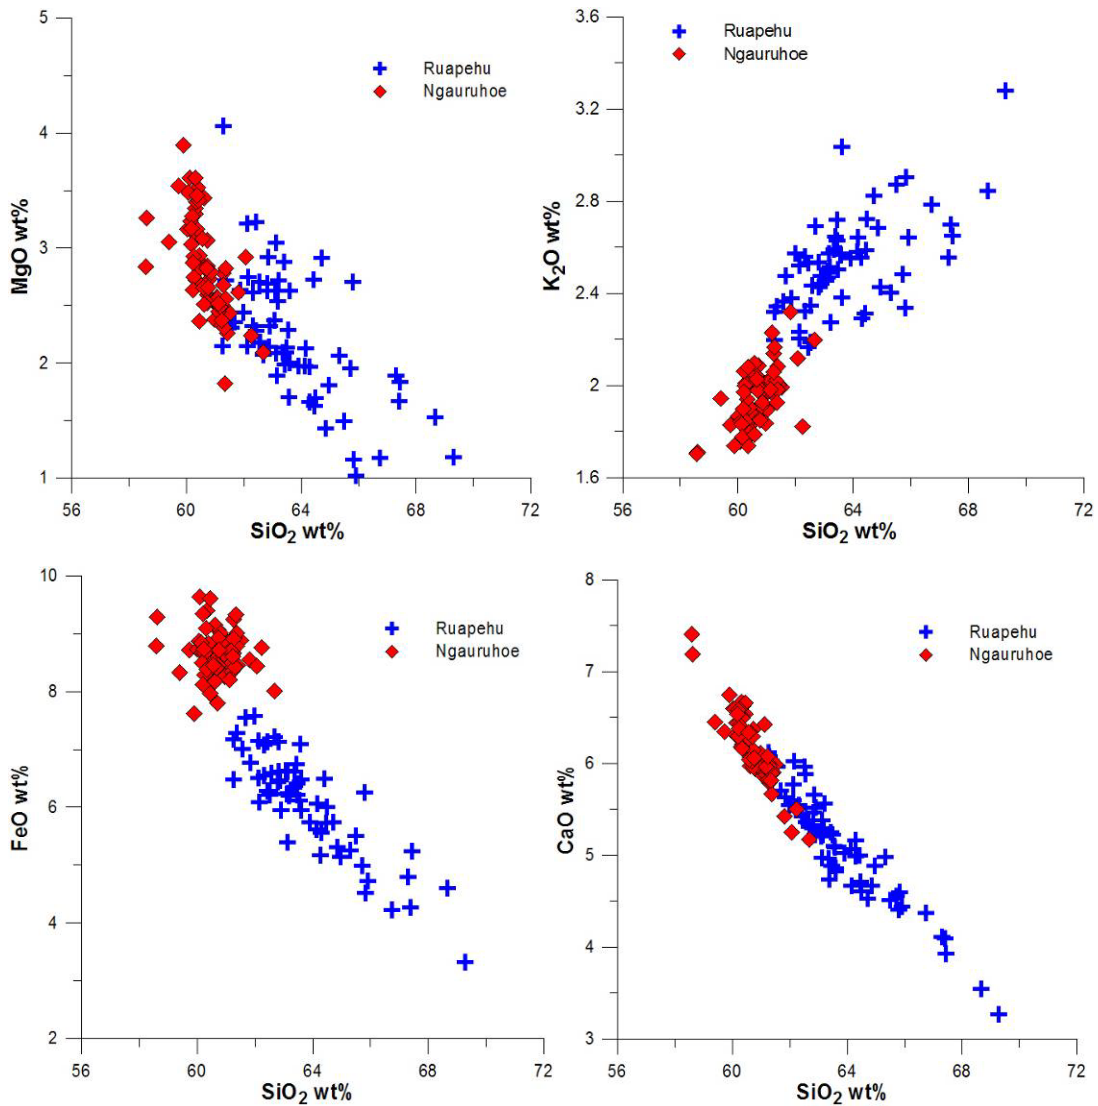 5
4
3
2
1
MgO wt%
Ruapehu
Ngauruhoe
56
60
64
68
72
SiO₂ wt%
3.6
3.2
2.8
2.4
2
1.6
K₂O wt%
Ruapehu
Ngauruhoe
56
60
64
68
72
SiO₂ wt%
10
8
6
4
2
FeO wt%
Ruapehu
Ngauruhoe
56
60
64
68
72
SiO₂ wt%
8
7
6
5
4
3
CaO wt%
Ruapehu
Ngauruhoe
56
60
64
68
72
SiO₂ wt%